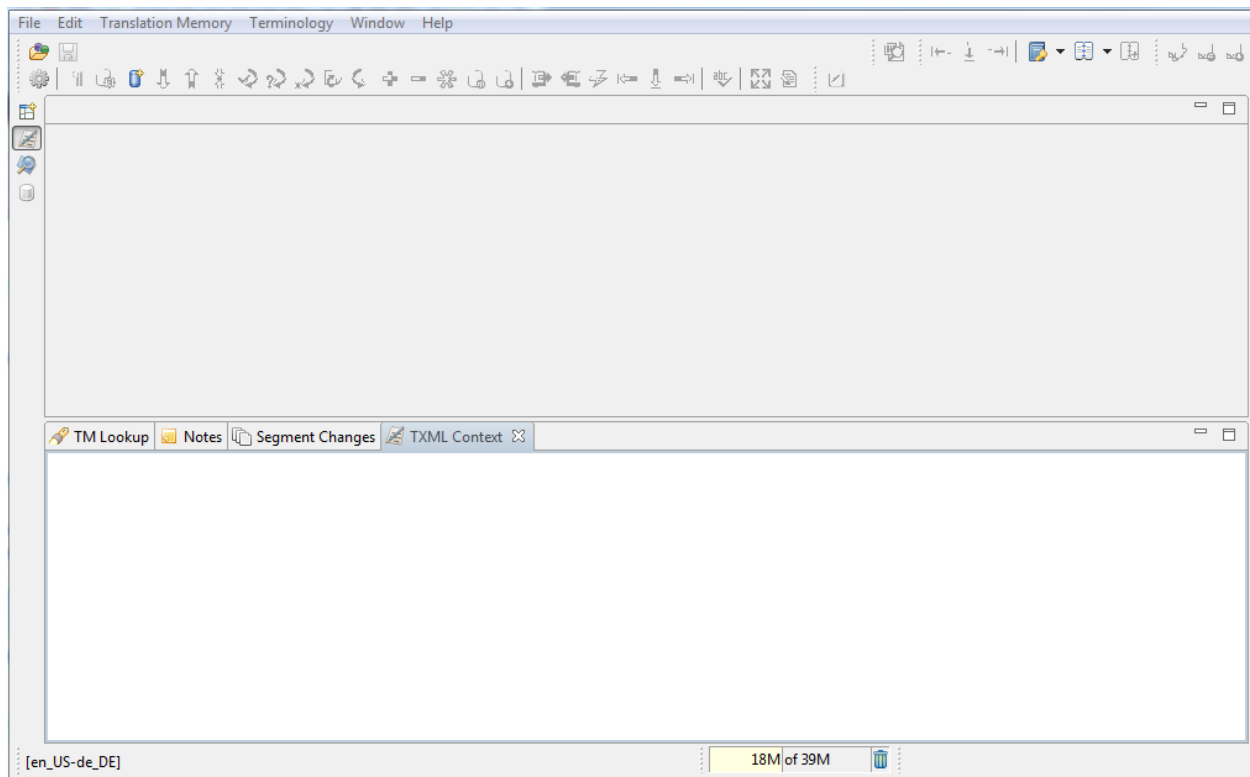 File Edit Translation Memory Terminology Window Help
TM Lookup Notes Segment Changes TXML Context
[en_US-de_DE] 18M of 39M